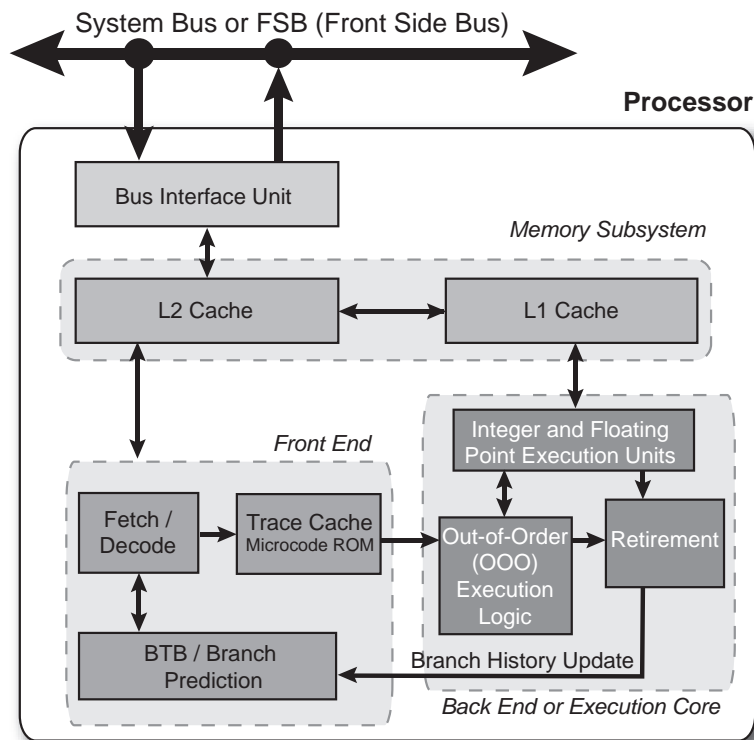 System Bus or FSB (Front Side Bus)
Processor
Bus Interface Unit
Memory Subsystem
L2 Cache
L1 Cache
Integer and Floating
Point Execution Units
Front End
Fetch /
Decode
Trace Cache
Microcode ROM
Out-of-Order
(OOO)
Execution
Logic
Retirement
BTB / Branch
Prediction
Branch History Update
Back End or Execution Core